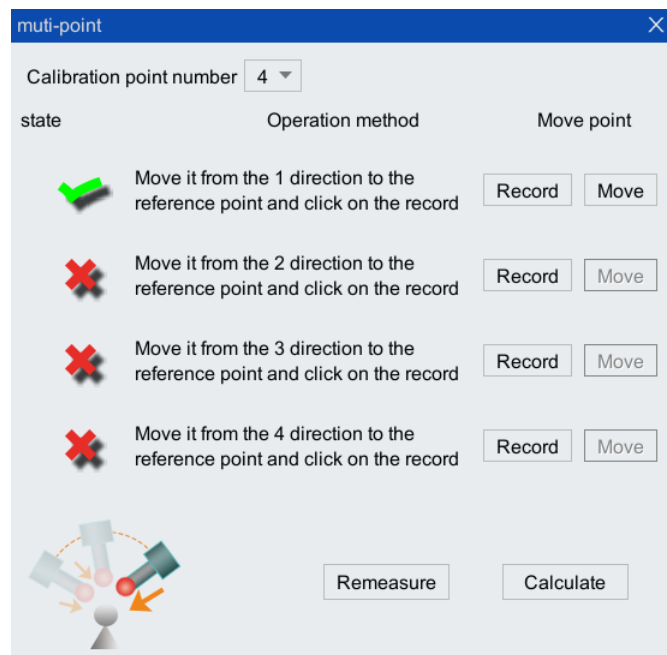 muti-point
Calibration point number 4
state Operation method Move point
Move it from the 1 direction to the
reference point and click on the record
Record Move
Move it from the 2 direction to the
reference point and click on the record
Record Move
Move it from the 3 direction to the
reference point and click on the record
Record Move
Move it from the 4 direction to the
reference point and click on the record
Record Move
Remeasure Calculate